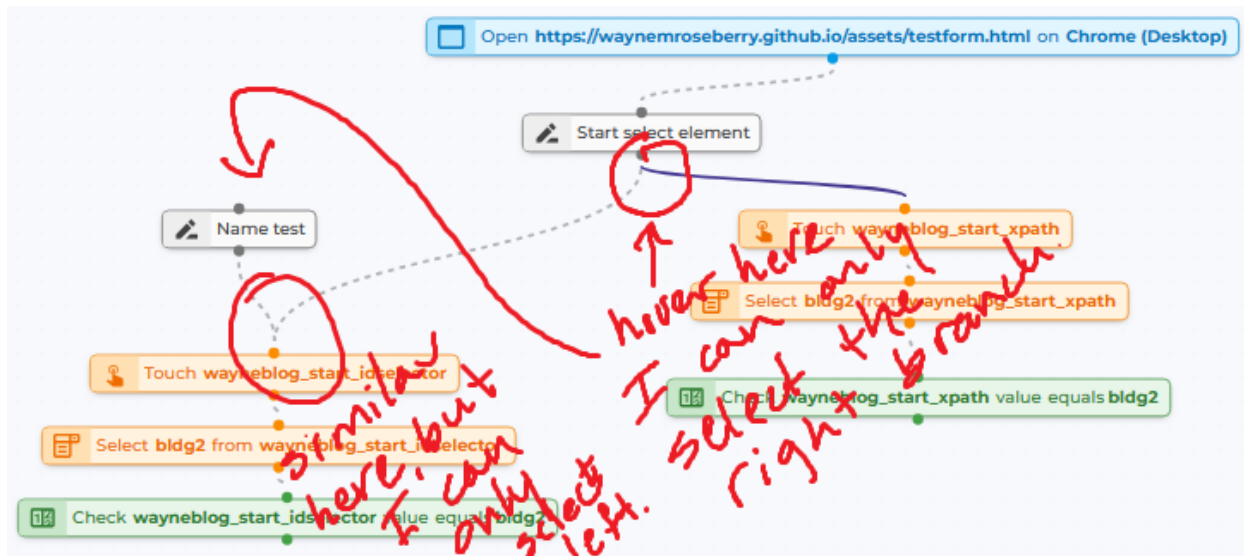 Open https://waynemroseberry.github.io/assets/testform.html on Chrome (Desktop)
Start select element
Name test
Touch wayneblog_start_xpath
Select bldg2 from wayneblog_start_xpath
Check wayneblog_start_xpath value equals bldg2
Touch wayneblog_start_idselector
Select bldg2 from wayneblog_start_idselector
Check wayneblog_start_idselector value equals bldg2
hover here
I can only
select the
right branch.
similar
here, but
I can
only
select
left.